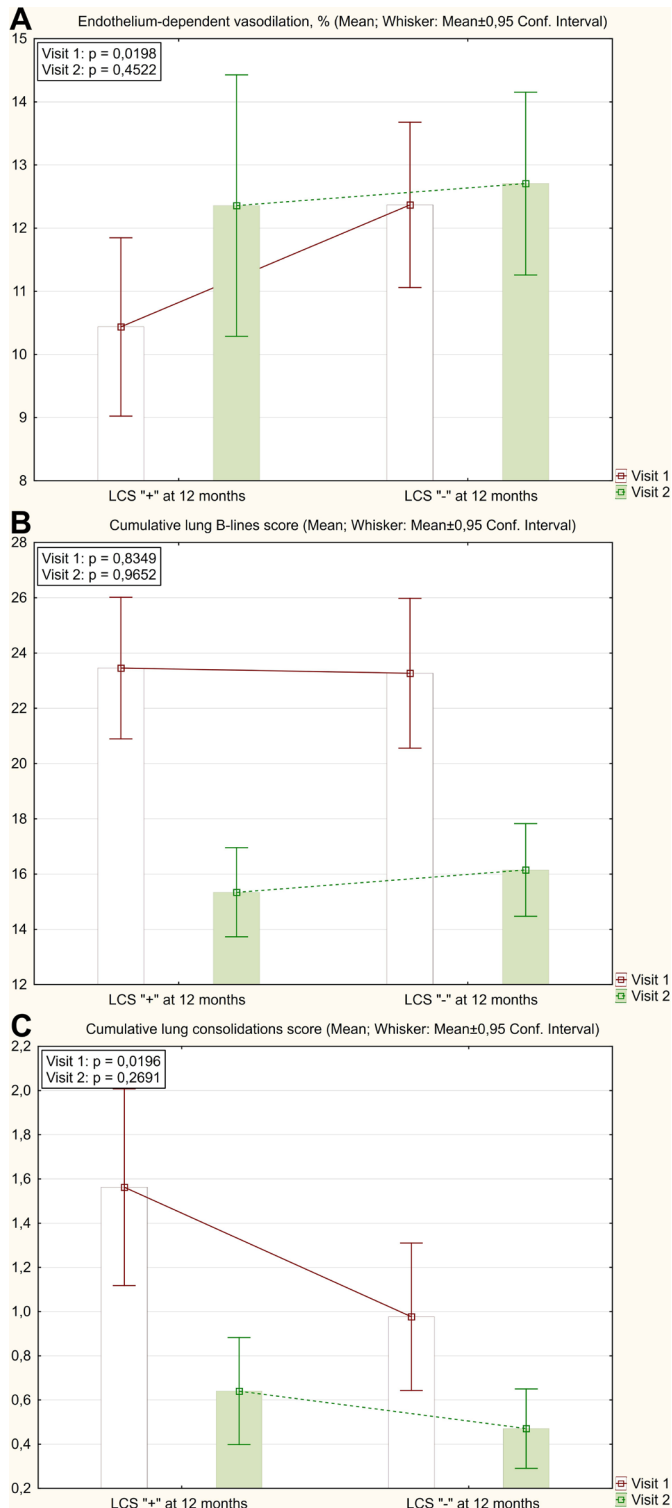 A
Endothelium-dependent vasodilation, % (Mean; Whisker: Mean±0,95 Conf. Interval)
15
Visit 1: p = 0,0198
Visit 2: p = 0,4522
14
13
12
11
10
9
8
LCS "+" at 12 months
LCS "-" at 12 months
Visit 1
Visit 2
B
Cumulative lung B-lines score (Mean; Whisker: Mean±0,95 Conf. Interval)
28
Visit 1: p = 0,8349
Visit 2: p = 0,9652
26
24
22
20
18
16
14
12
LCS "+" at 12 months
LCS "-" at 12 months
Visit 1
Visit 2
C
Cumulative lung consolidations score (Mean; Whisker: Mean±0,95 Conf. Interval)
2,2
Visit 1: p = 0,0196
Visit 2: p = 0,2691
2,0
1,8
1,6
1,4
1,2
1,0
0,8
0,6
0,4
0,2
LCS "+" at 12 months
LCS "-" at 12 months
Visit 1
Visit 2